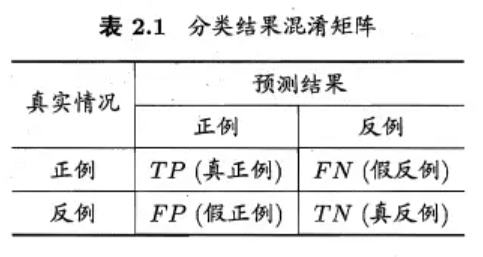 表 2.1 分类结果混淆矩阵
真实情况 预测结果
正例 反例
正例 TP (真正例) FN (假反例)
反例 FP (假正例) TN (真反例)